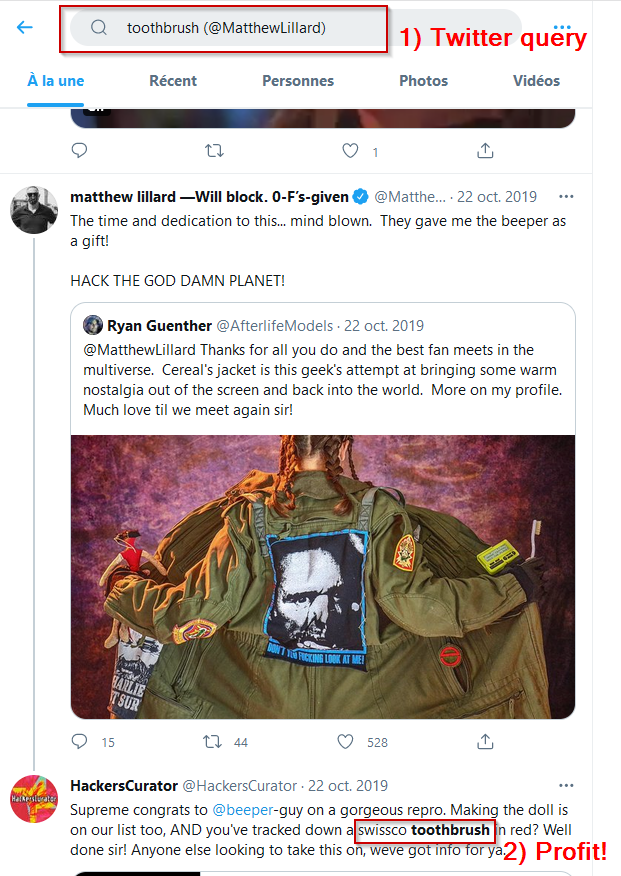 toothbrush (@MatthewLillard)
1) Twitter query
À la une Récent Personnes Photos Vidéos
1
matthew lillard —Will block. 0-F's-given @Matthe... · 22 oct. 2019
The time and dedication to this... mind blown.  They gave me the beeper as
a gift!
HACK THE GOD DAMN PLANET!
Ryan Guenther @AfterlifeModels · 22 oct. 2019
@MatthewLillard Thanks for all you do and the best fan meets in the
multiverse.  Cereal's jacket is this geek's attempt at bringing some warm
nostalgia out of the screen and back into the world.  More on my profile.
Much love til we meet again sir!
DON'T YOU FUCKING LOOK AT ME!
HARLIE
T SUR
15 44 528
HackersCurator
HackersCurator @HackersCurator · 22 oct. 2019
Supreme congrats to @beeper-guy on a gorgeous repro. Making the doll is
on our list too, AND you've tracked down a swissco toothbrush in red? Well
done sir! Anyone else looking to take this on, weve got info for ya.
2) Profit!